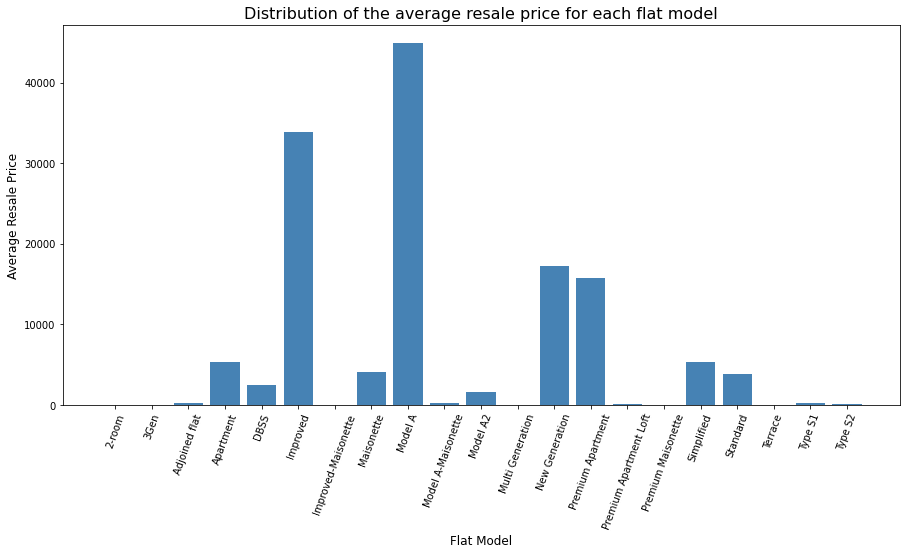 Distribution of the average resale price for each flat model
Average Resale Price
40000
30000
20000
10000
0
2-room
3Gen
Adjoined flat
Apartment
DBSS
Improved
Improved-Maisonette
Maisonette
Model A
Model A-Maisonette
Model A2
Multi Generation
New Generation
Premium Apartment
Premium Apartment Loft
Premium Maisonette
Simplified
Standard
Terrace
Type S1
Type S2
Flat Model